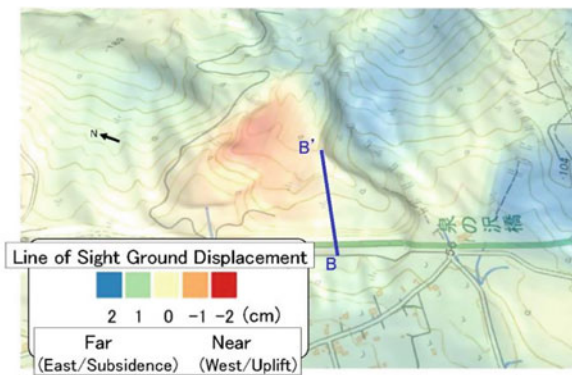 N
B'
B
泉の沢橋
104
Line of Sight Ground Displacement
2 1 0 -1 -2 (cm)
Far Near
(East/Subsidence) (West/Uplift)